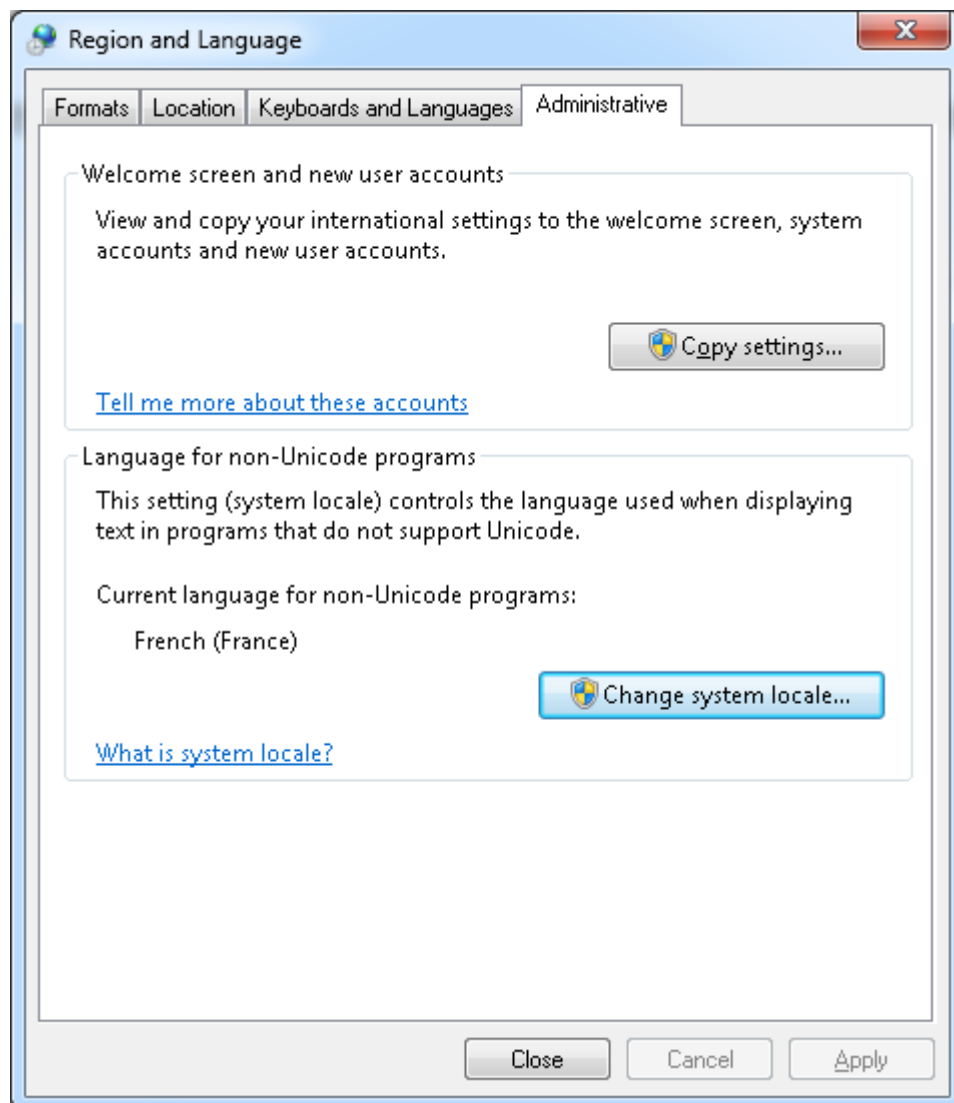 Region and Language
Formats Location Keyboards and Languages Administrative
Welcome screen and new user accounts
View and copy your international settings to the welcome screen, system
accounts and new user accounts.
Copy settings...
Tell me more about these accounts
Language for non-Unicode programs
This setting (system locale) controls the language used when displaying
text in programs that do not support Unicode.
Current language for non-Unicode programs:
French (France)
Change system locale...
What is system locale?
Close Cancel Apply